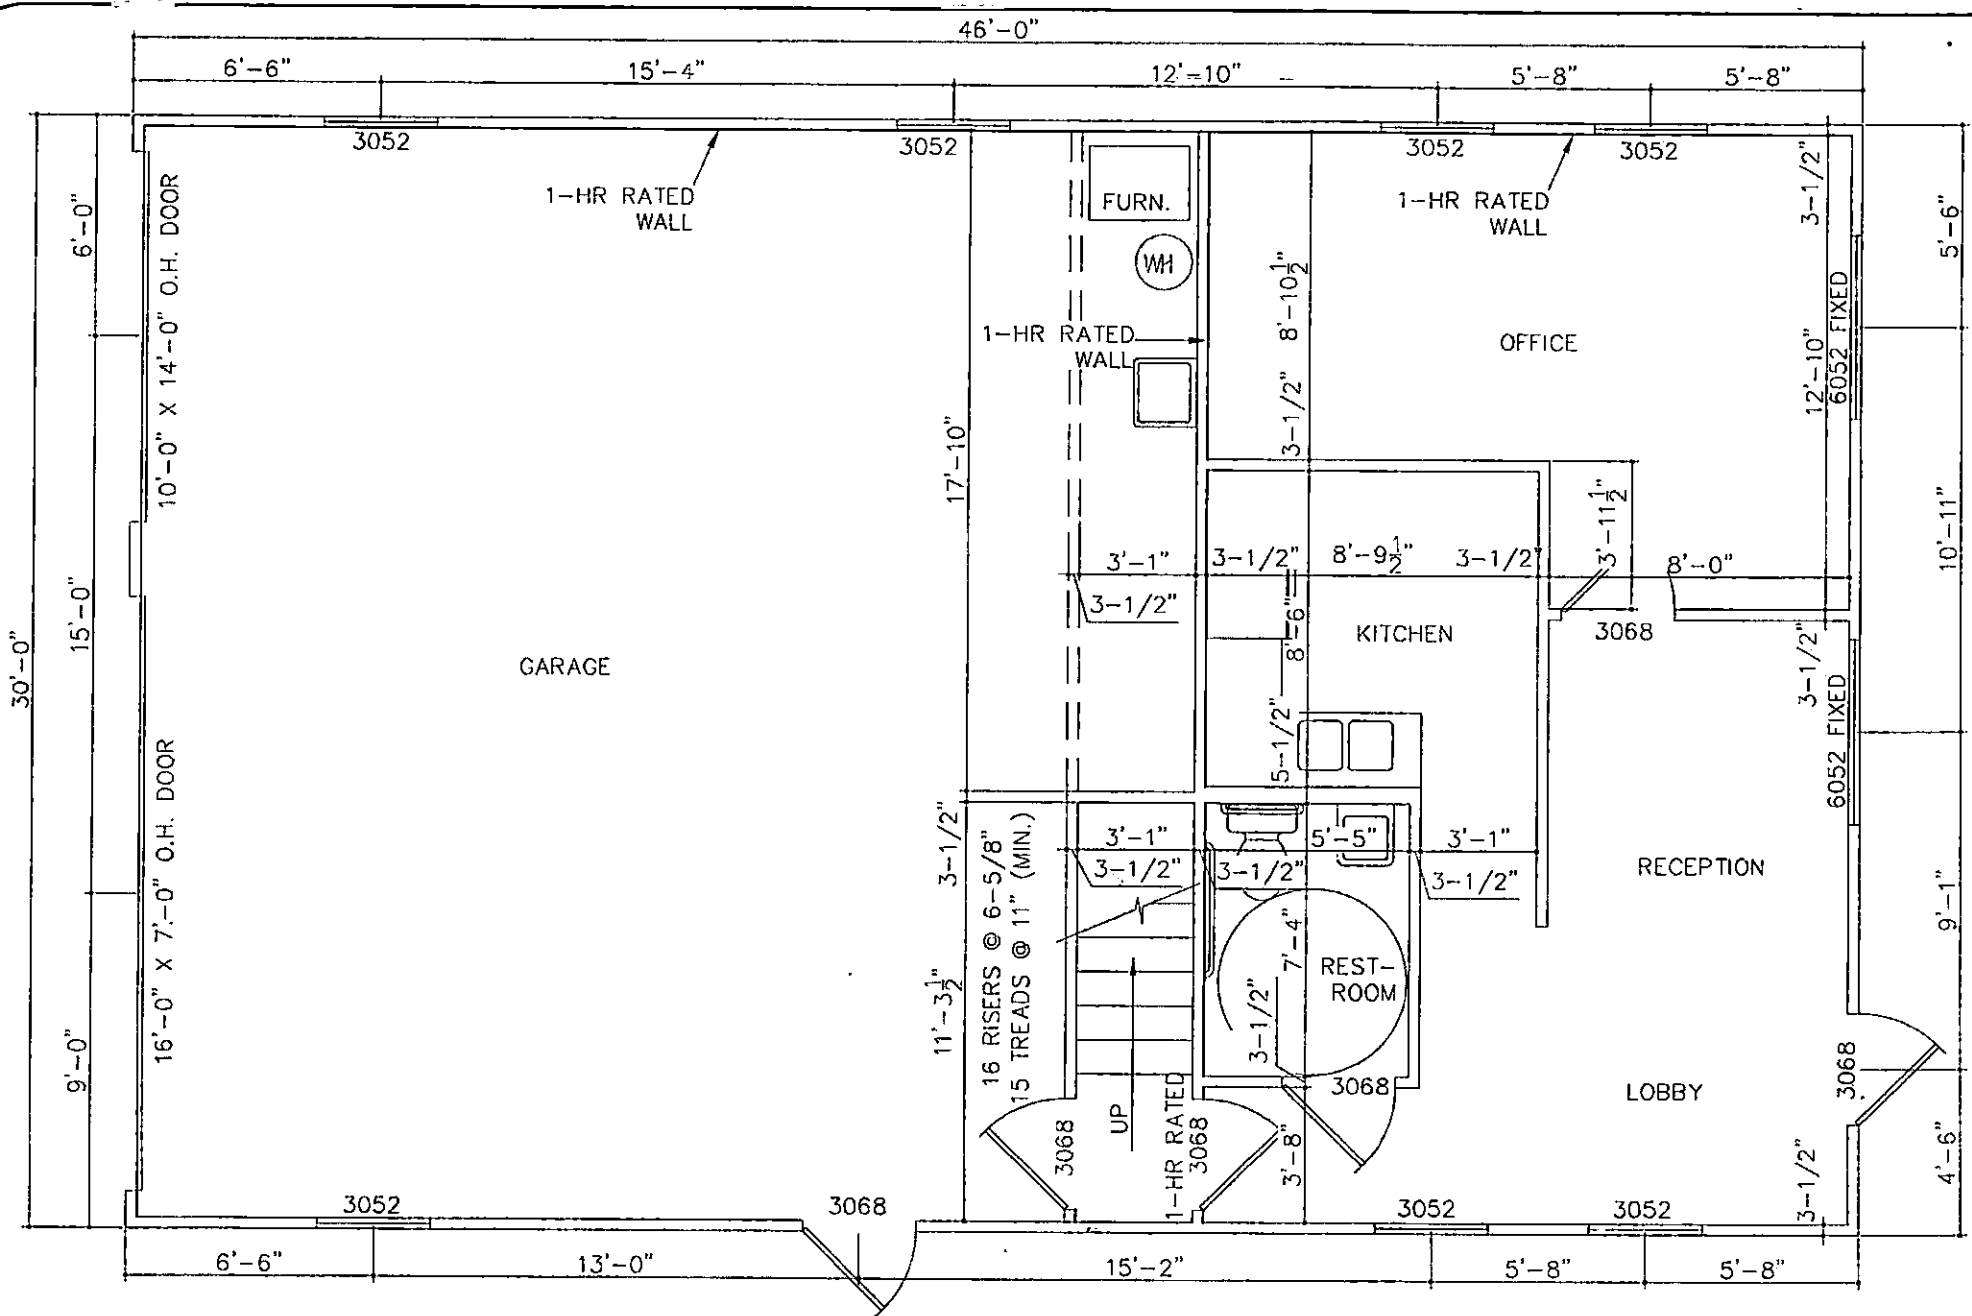 46'-0"
6'-6"
15'-4"
12'-10"
5'-8"
5'-8"
3052
3052
3052
3052
1-HR RATED
WALL
FURN.
WH
1-HR RATED
WALL
1-HR RATED
WALL
OFFICE
3-1/2"
12'-10"
6052 FIXED
5'-6"
10'-11"
30'-0"
6'-0"
15'-0"
9'-0"
10'-0" X 14'-0" O.H. DOOR
16'-0" X 7'-0" O.H. DOOR
GARAGE
17'-10"
8'-10 1/2"
3-1/2"
3'-1"
3-1/2"
8'-9 1/2"
3-1/2"
3'-11 1/2"
8'-0"
3-1/2"
8'-6"
KITCHEN
3068
3-1/2"
6052 FIXED
5-1/2"
3-1/2"
11'-3 1/2"
16 RISERS @ 6-5/8"
15 TREADS @ 11" (MIN.)
3'-1"
5'-5"
3'-1"
3-1/2"
3-1/2"
3-1/2"
RECEPTION
7'-4"
REST-
ROOM
3-1/2"
9'-1"
3068
UP
1-HR RATED
3068
3068
3068
LOBBY
3068
3'-8"
3-1/2"
4'-6"
3052
3068
3052
3052
6'-6"
13'-0"
15'-2"
5'-8"
5'-8"